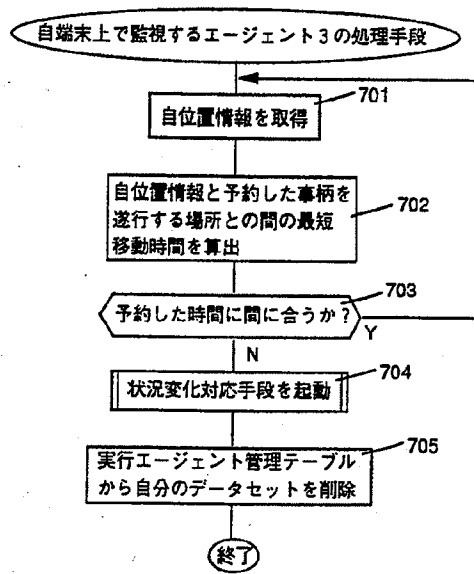 自端末上で監視するエージェント3の処理手段
自位置情報を取得
701
自位置情報と予約した事柄を
遂行する場所との間の最短
移動時間を算出
702
予約した時間に間に合うか?
703
Y
N
状況変化対応手段を起動
704
実行エージェント管理テーブル
から自分のデータセットを削除
705
終了